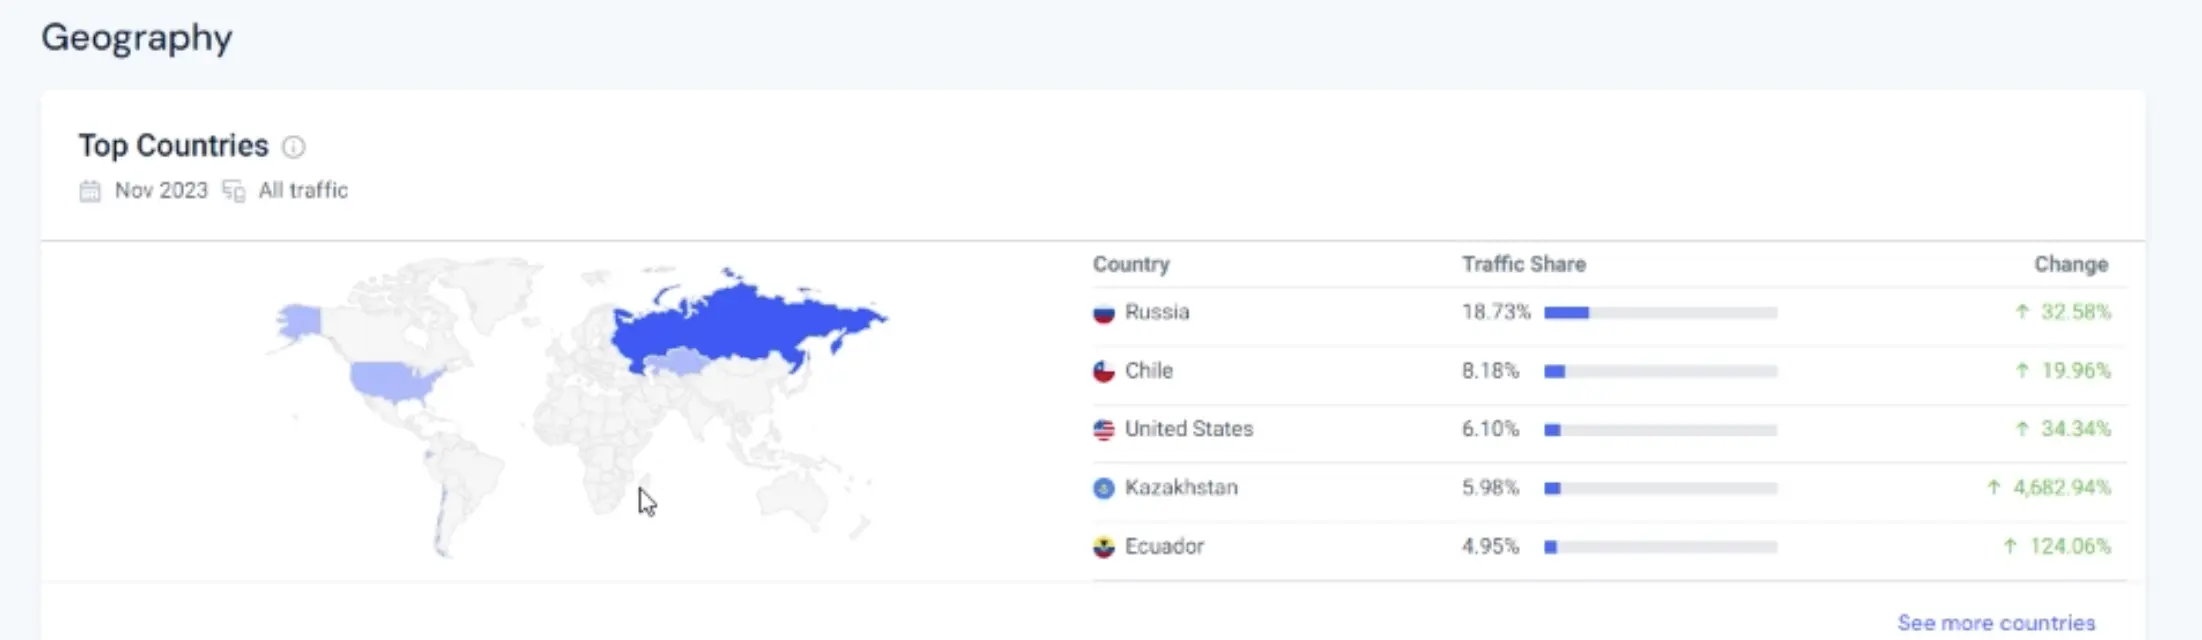 Geography
Top Countries
Nov 2023 All traffic
Country Traffic Share Change
Russia 18.73% ↑ 32.58%
Chile 8.18% ↑ 19.96%
United States 6.10% ↑ 34.34%
Kazakhstan 5.98% ↑ 4,682.94%
Ecuador 4.95% ↑ 124.06%
See more countries